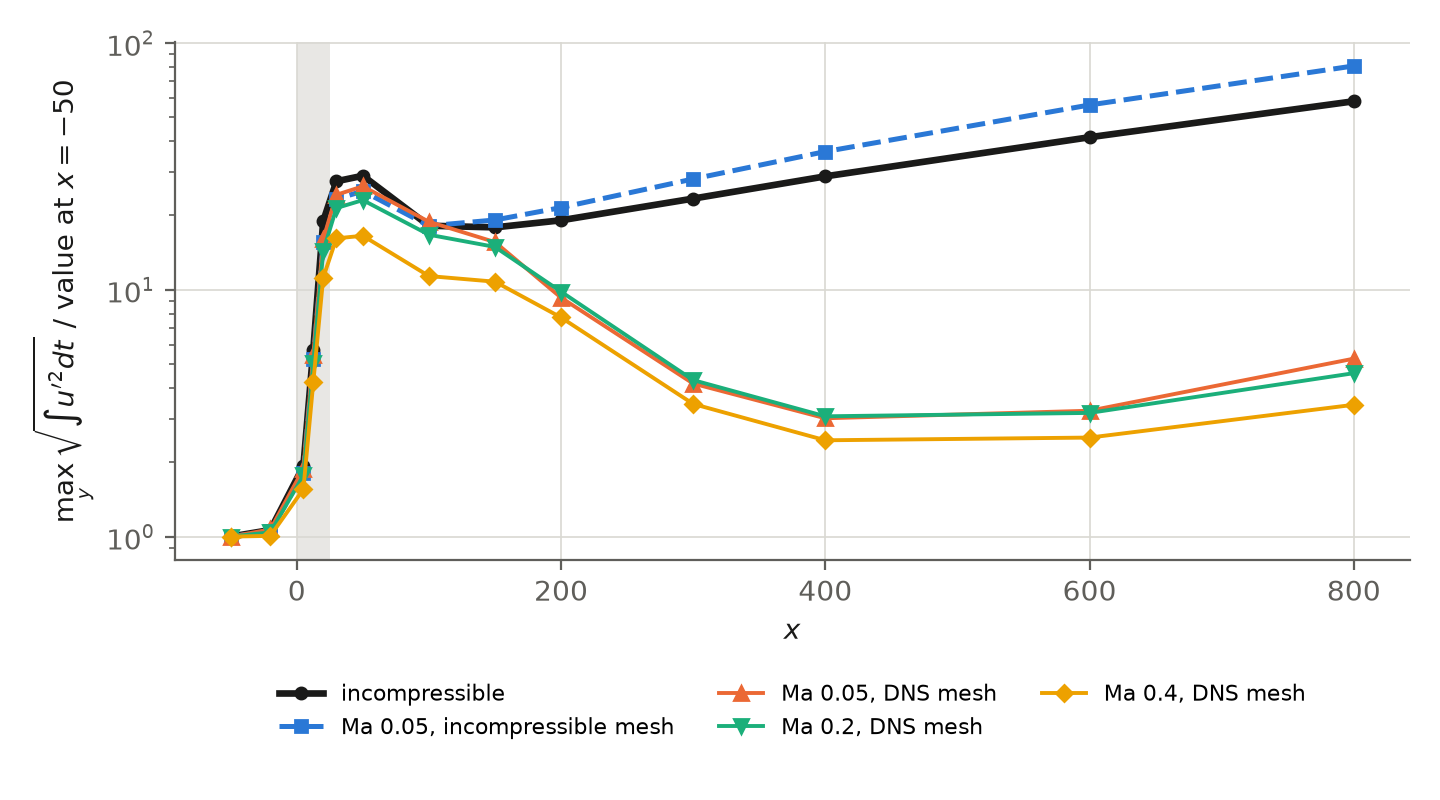 max_y √∫u′²dt / value at x = −50
10²
10¹
10⁰
0 200 400 600 800
x
incompressible
Ma 0.05, incompressible mesh
Ma 0.05, DNS mesh
Ma 0.2, DNS mesh
Ma 0.4, DNS mesh